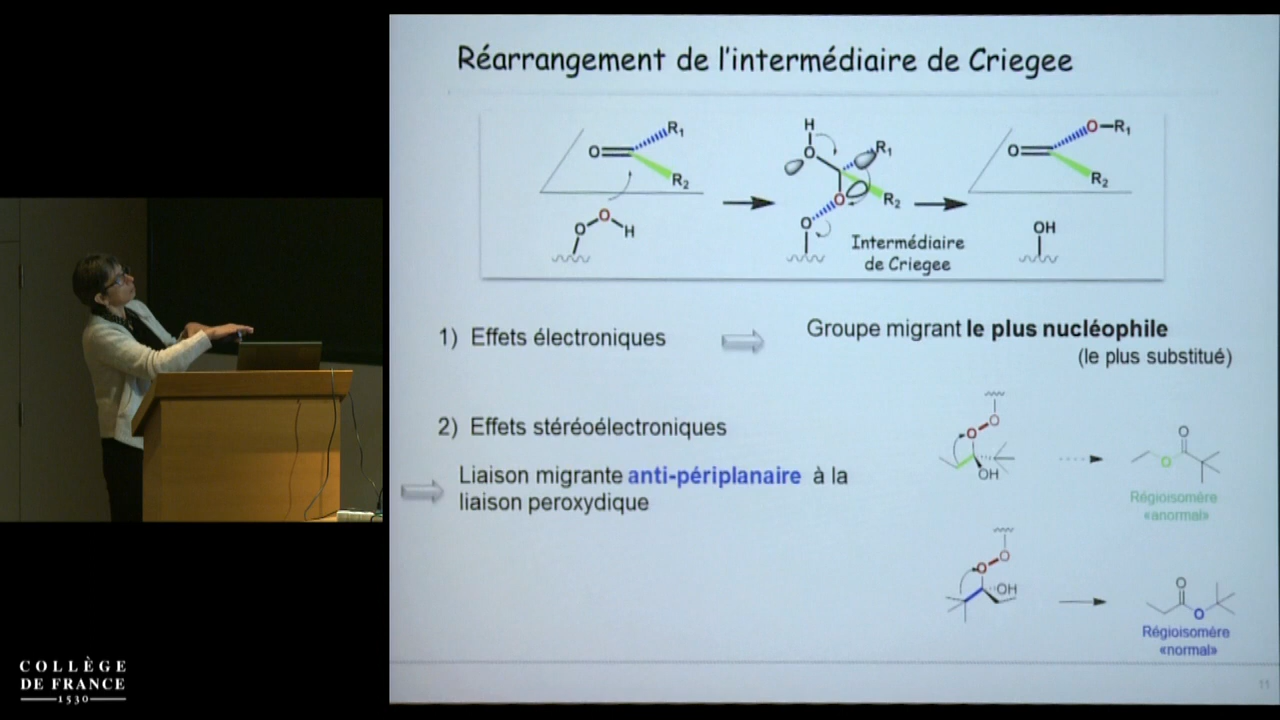 Réarrangement de l'intermédiaire de Criegee
O
R1
R2
O
O
H
H
O
R1
O
R2
O
Intermédiaire
de Criegee
O
O–R1
R2
OH
1) Effets électroniques
Groupe migrant le plus nucléophile
(le plus substitué)
2) Effets stéréoélectroniques
Liaison migrante anti-périplanaire à la
liaison peroxydique
O
O
OH
O
O
Régioisomère
«anormal»
O
O
OH
O
O
Régioisomère
«normal»
11
COLLÈGE
DE FRANCE
1530